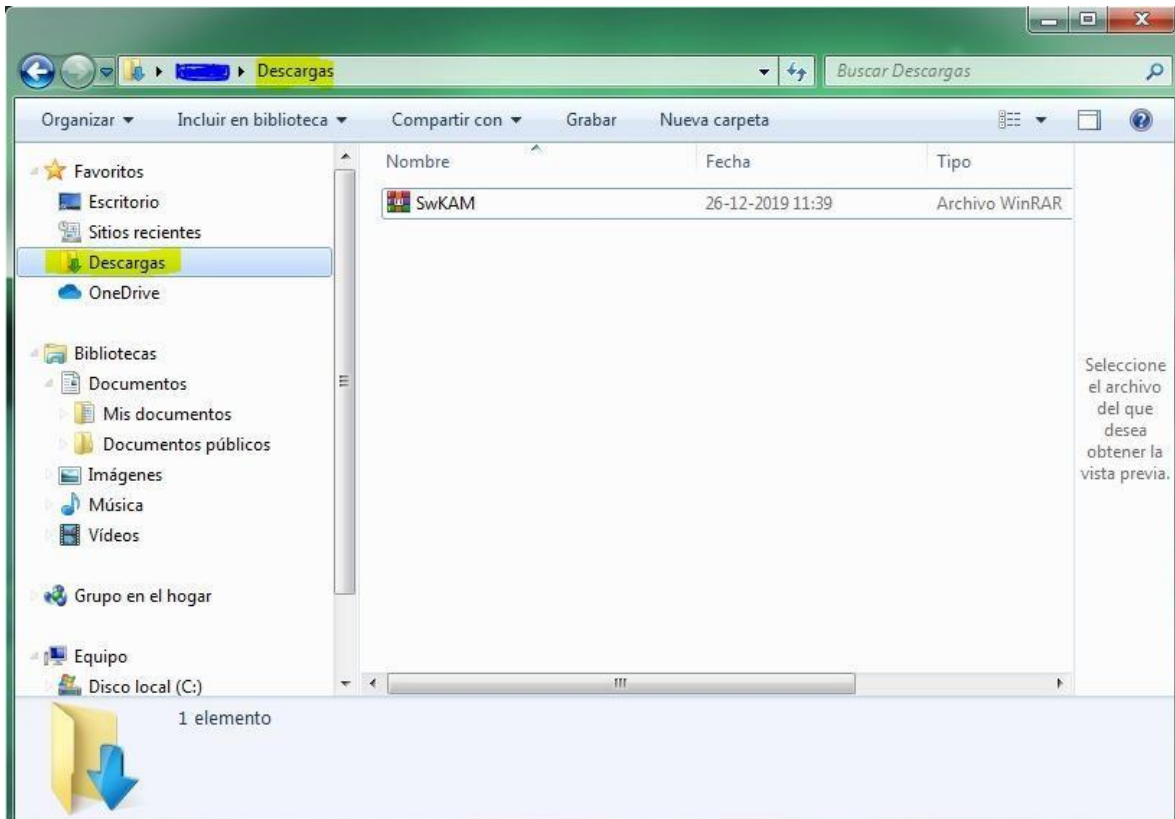 Descargas
Buscar Descargas
Organizar
Incluir en biblioteca
Compartir con
Grabar
Nueva carpeta
Favoritos
Escritorio
Sitios recientes
Descargas
OneDrive
Bibliotecas
Documentos
Mis documentos
Documentos públicos
Imágenes
Música
Vídeos
Grupo en el hogar
Equipo
Disco local (C:)
Nombre
Fecha
Tipo
SwKAM
26-12-2019 11:39
Archivo WinRAR
Seleccione
el archivo
del que
desea
obtener la
vista previa.
1 elemento